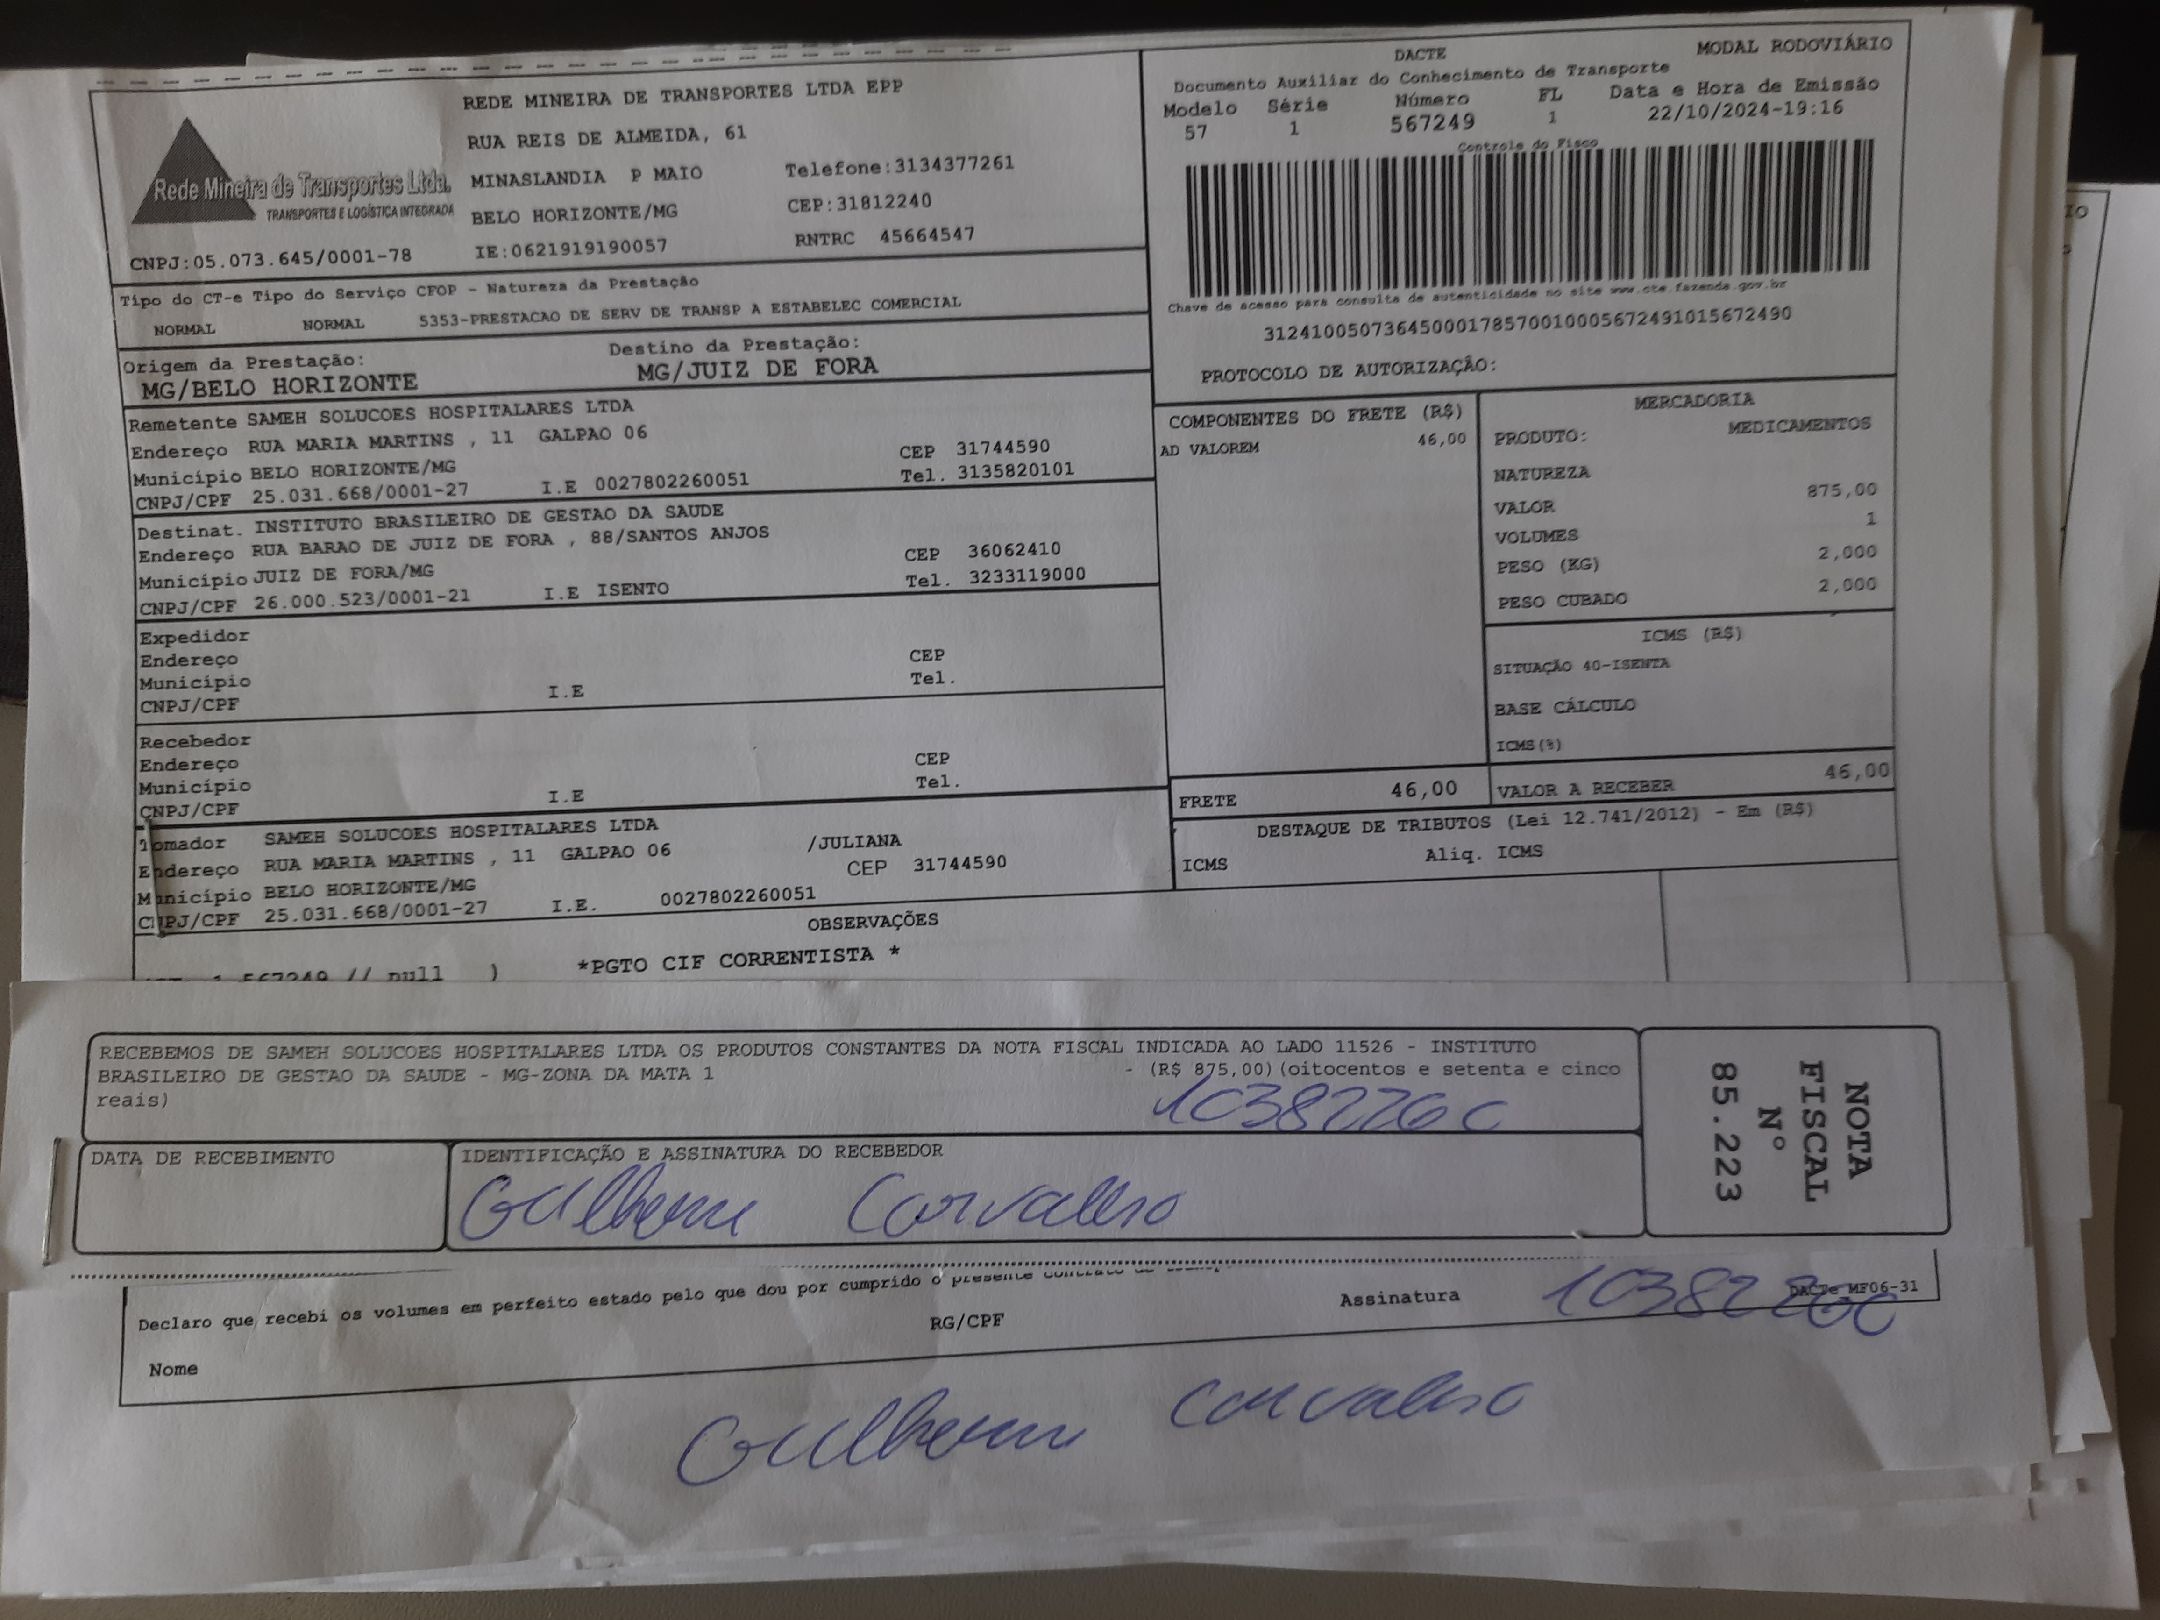 REDE MINEIRA DE TRANSPORTES LTDA EPP
RUA REIS DE ALMEIDA, 61
MINASLANDIA P MAIO Telefone:3134377261
BELO HORIZONTE/MG CEP:31812240
IE:0621919190057 RNTRC 45664547
Rede Mineira de Transportes Ltda.
TRANSPORTES E LOGÍSTICA INTEGRADA
CNPJ:05.073.645/0001-78
DACTE MODAL RODOVIÁRIO
Documento Auxiliar do Conhecimento de Transporte
Modelo Série Número FL Data e Hora de Emissão
57 1 567249 1 22/10/2024-19:16
Controle do Fisco
Chave de acesso para consulta de autenticidade no site www.cte.fazenda.gov.br
31241005073645000178570010005672491015672490
PROTOCOLO DE AUTORIZAÇÂO:
Tipo do CT-e Tipo do Serviço CFOP - Natureza da Prestação
NORMAL NORMAL 5353-PRESTACAO DE SERV DE TRANSP A ESTABELEC COMERCIAL
Origem da Prestação: Destino da Prestação:
MG/BELO HORIZONTE MG/JUIZ DE FORA
Remetente SAMEH SOLUCOES HOSPITALARES LTDA
Endereço RUA MARIA MARTINS , 11 GALPAO 06 CEP 31744590
Município BELO HORIZONTE/MG Tel. 3135820101
CNPJ/CPF 25.031.668/0001-27 I.E 0027802260051
Destinat. INSTITUTO BRASILEIRO DE GESTAO DA SAUDE
Endereço RUA BARAO DE JUIZ DE FORA , 88/SANTOS ANJOS CEP 36062410
Município JUIZ DE FORA/MG Tel. 3233119000
CNPJ/CPF 26.000.523/0001-21 I.E ISENTO
Expedidor
Endereço CEP
Município Tel.
CNPJ/CPF I.E
Recebedor
Endereço CEP
Município Tel.
CNPJ/CPF I.E
Tomador SAMEH SOLUCOES HOSPITALARES LTDA /JULIANA
Endereço RUA MARIA MARTINS , 11 GALPAO 06 CEP 31744590
Município BELO HORIZONTE/MG
CNPJ/CPF 25.031.668/0001-27 I.E. 0027802260051
COMPONENTES DO FRETE (R$)
AD VALOREM 46,00
FRETE 46,00
MERCADORIA
PRODUTO: MEDICAMENTOS
NATUREZA
VALOR 875,00
VOLUMES 1
PESO (KG) 2,000
PESO CUBADO 2,000
ICMS (R$)
SITUAÇÃO 40-ISENTA
BASE CÁLCULO
ICMS(%)
VALOR A RECEBER 46,00
DESTAQUE DE TRIBUTOS (Lei 12.741/2012) - Em (R$)
ICMS Aliq. ICMS
OBSERVAÇÕES
1 567249 // null ) *PGTO CIF CORRENTISTA *
RECEBEMOS DE SAMEH SOLUCOES HOSPITALARES LTDA OS PRODUTOS CONSTANTES DA NOTA FISCAL INDICADA AO LADO 11526 - INSTITUTO
BRASILEIRO DE GESTAO DA SAUDE - MG-ZONA DA MATA 1 - (R$ 875,00)(oitocentos e setenta e cinco
reais)
DATA DE RECEBIMENTO IDENTIFICAÇÃO E ASSINATURA DO RECEBEDOR
Guilherme Carvalho
NOTA
FISCAL
Nº
85.223
Declaro que recebi os volumes em perfeito estado pelo que dou por cumprido o presente contrato
RG/CPF Assinatura DACTe MF06-31
Nome
Guilherme Carvalho